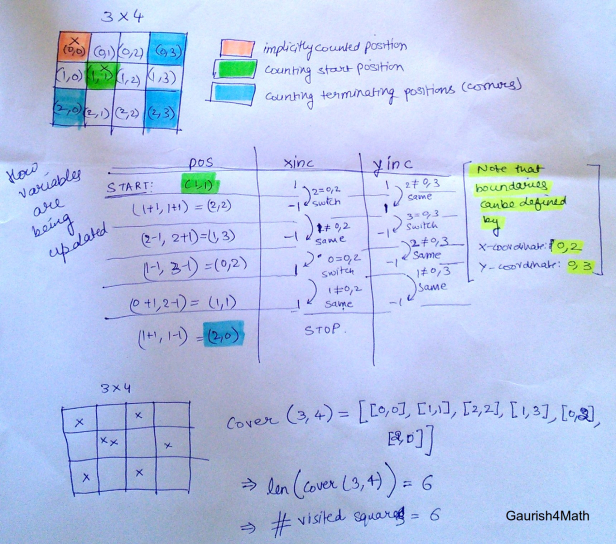 3 x 4
x
(0,0) (0,1) (0,2) (0,3)
(1,0) (1,1) (1,2) (1,3)
(2,0) (2,1) (2,2) (2,3)
implicitly counted position
counting start position
counting terminating positions (corners)
How
variables
are
being
updated
pos xinc yinc
START: (1,1) 1 1
2=0,2 switch
2≠0,3 same
(1+1, 1+1) = (2,2) -1 1
1≠0,2 same
3=0,3 switch
(2-1, 2+1)=(1,3) -1 -1
0=0,2 switch
2≠0,3 same
(1-1, 3-1) = (0,2) 1 -1
1≠0,2 same
1≠0,3 same
(0+1, 2-1) = (1,1) 1 -1
(1+1, 1-1) = (2,0) STOP.
Note that
boundaries
can be defined
by
X-coordinate: 0,2
Y-coordinate: 0,3
3 x 4
x x
x x x
x x
cover (3,4) = [[0,0], [1,1], [2,2], [1,3], [0,2],
[2,0]]
⇒ len(cover(3,4)) = 6
⇒ # visited squares = 6
Gaurish4Math